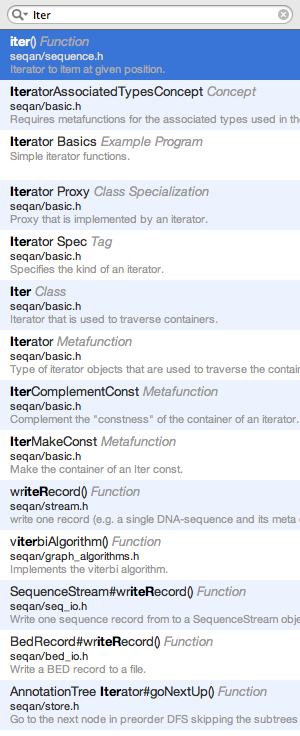 Iter
iter() Function
seqan/sequence.h
Iterator to item at given position.
IteratorAssociatedTypesConcept Concept
seqan/basic.h
Requires metafunctions for the associated types used in the
Iterator Basics Example Program
Simple iterator functions.
Iterator Proxy Class Specialization
seqan/basic.h
Proxy that is implemented by an iterator.
Iterator Spec Tag
seqan/basic.h
Specifies the kind of an iterator.
Iter Class
seqan/basic.h
Iterator that is used to traverse containers.
Iterator Metafunction
seqan/basic.h
Type of iterator objects that are used to traverse the contain
IterComplementConst Metafunction
seqan/basic.h
Complement the "constness" of the container of an iterator.
IterMakeConst Metafunction
seqan/basic.h
Make the container of an Iter const.
writeRecord() Function
seqan/stream.h
write one record (e.g. a single DNA-sequence and its meta
viterbiAlgorithm() Function
seqan/graph_algorithms.h
Implements the viterbi algorithm.
SequenceStream#writeRecord() Function
seqan/seq_io.h
Write one sequence record from to a SequenceStream obje
BedRecord#writeRecord() Function
seqan/bed_io.h
Write a BED record to a file.
AnnotationTree Iterator#goNextUp() Function
seqan/store.h
Go to the next node in preorder DFS skipping the subtrees